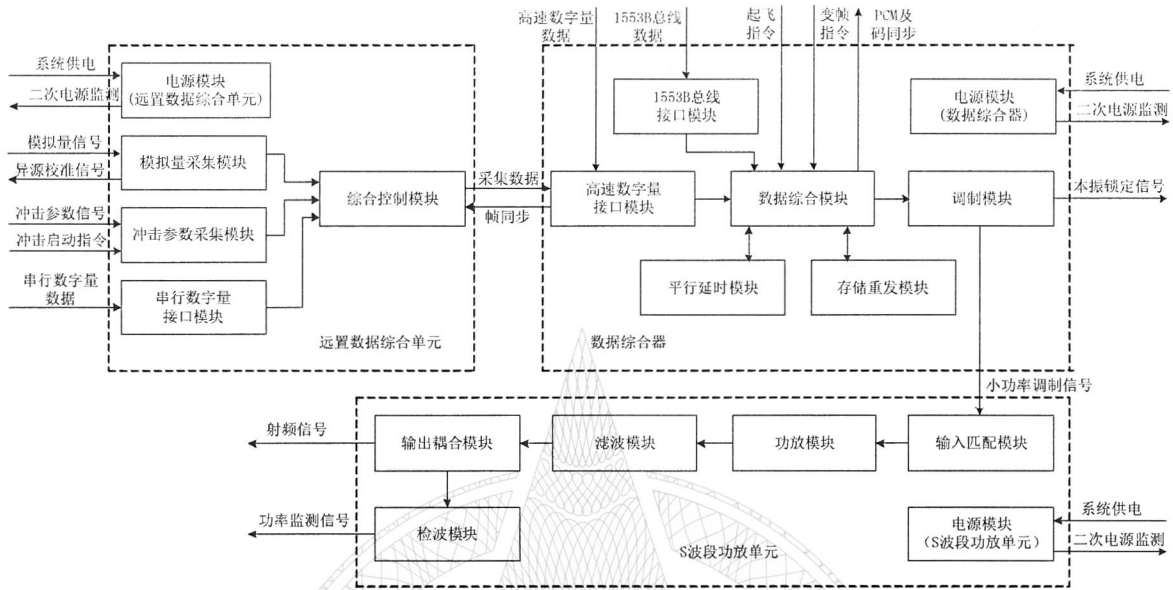 高速数字量
数据
1553B总线
数据
起飞
指令
变帧
指令
PCM及
码同步
系统供电
二次电源监测
电源模块
(远置数据综合单元)
模拟量信号
异源校准信号
模拟量采集模块
冲击参数信号
冲击启动指令
冲击参数采集模块
串行数字量
数据
串行数字量
接口模块
综合控制模块
远置数据综合单元
采集数据
帧同步
1553B总线
接口模块
电源模块
(数据综合器)
系统供电
二次电源监测
高速数字量
接口模块
数据综合模块
调制模块
本振锁定信号
平行延时模块
存储重发模块
数据综合器
小功率调制信号
射频信号
输出耦合模块
滤波模块
功放模块
输入匹配模块
功率监测信号
检波模块
S波段功放单元
电源模块
(S波段功放单元)
系统供电
二次电源监测